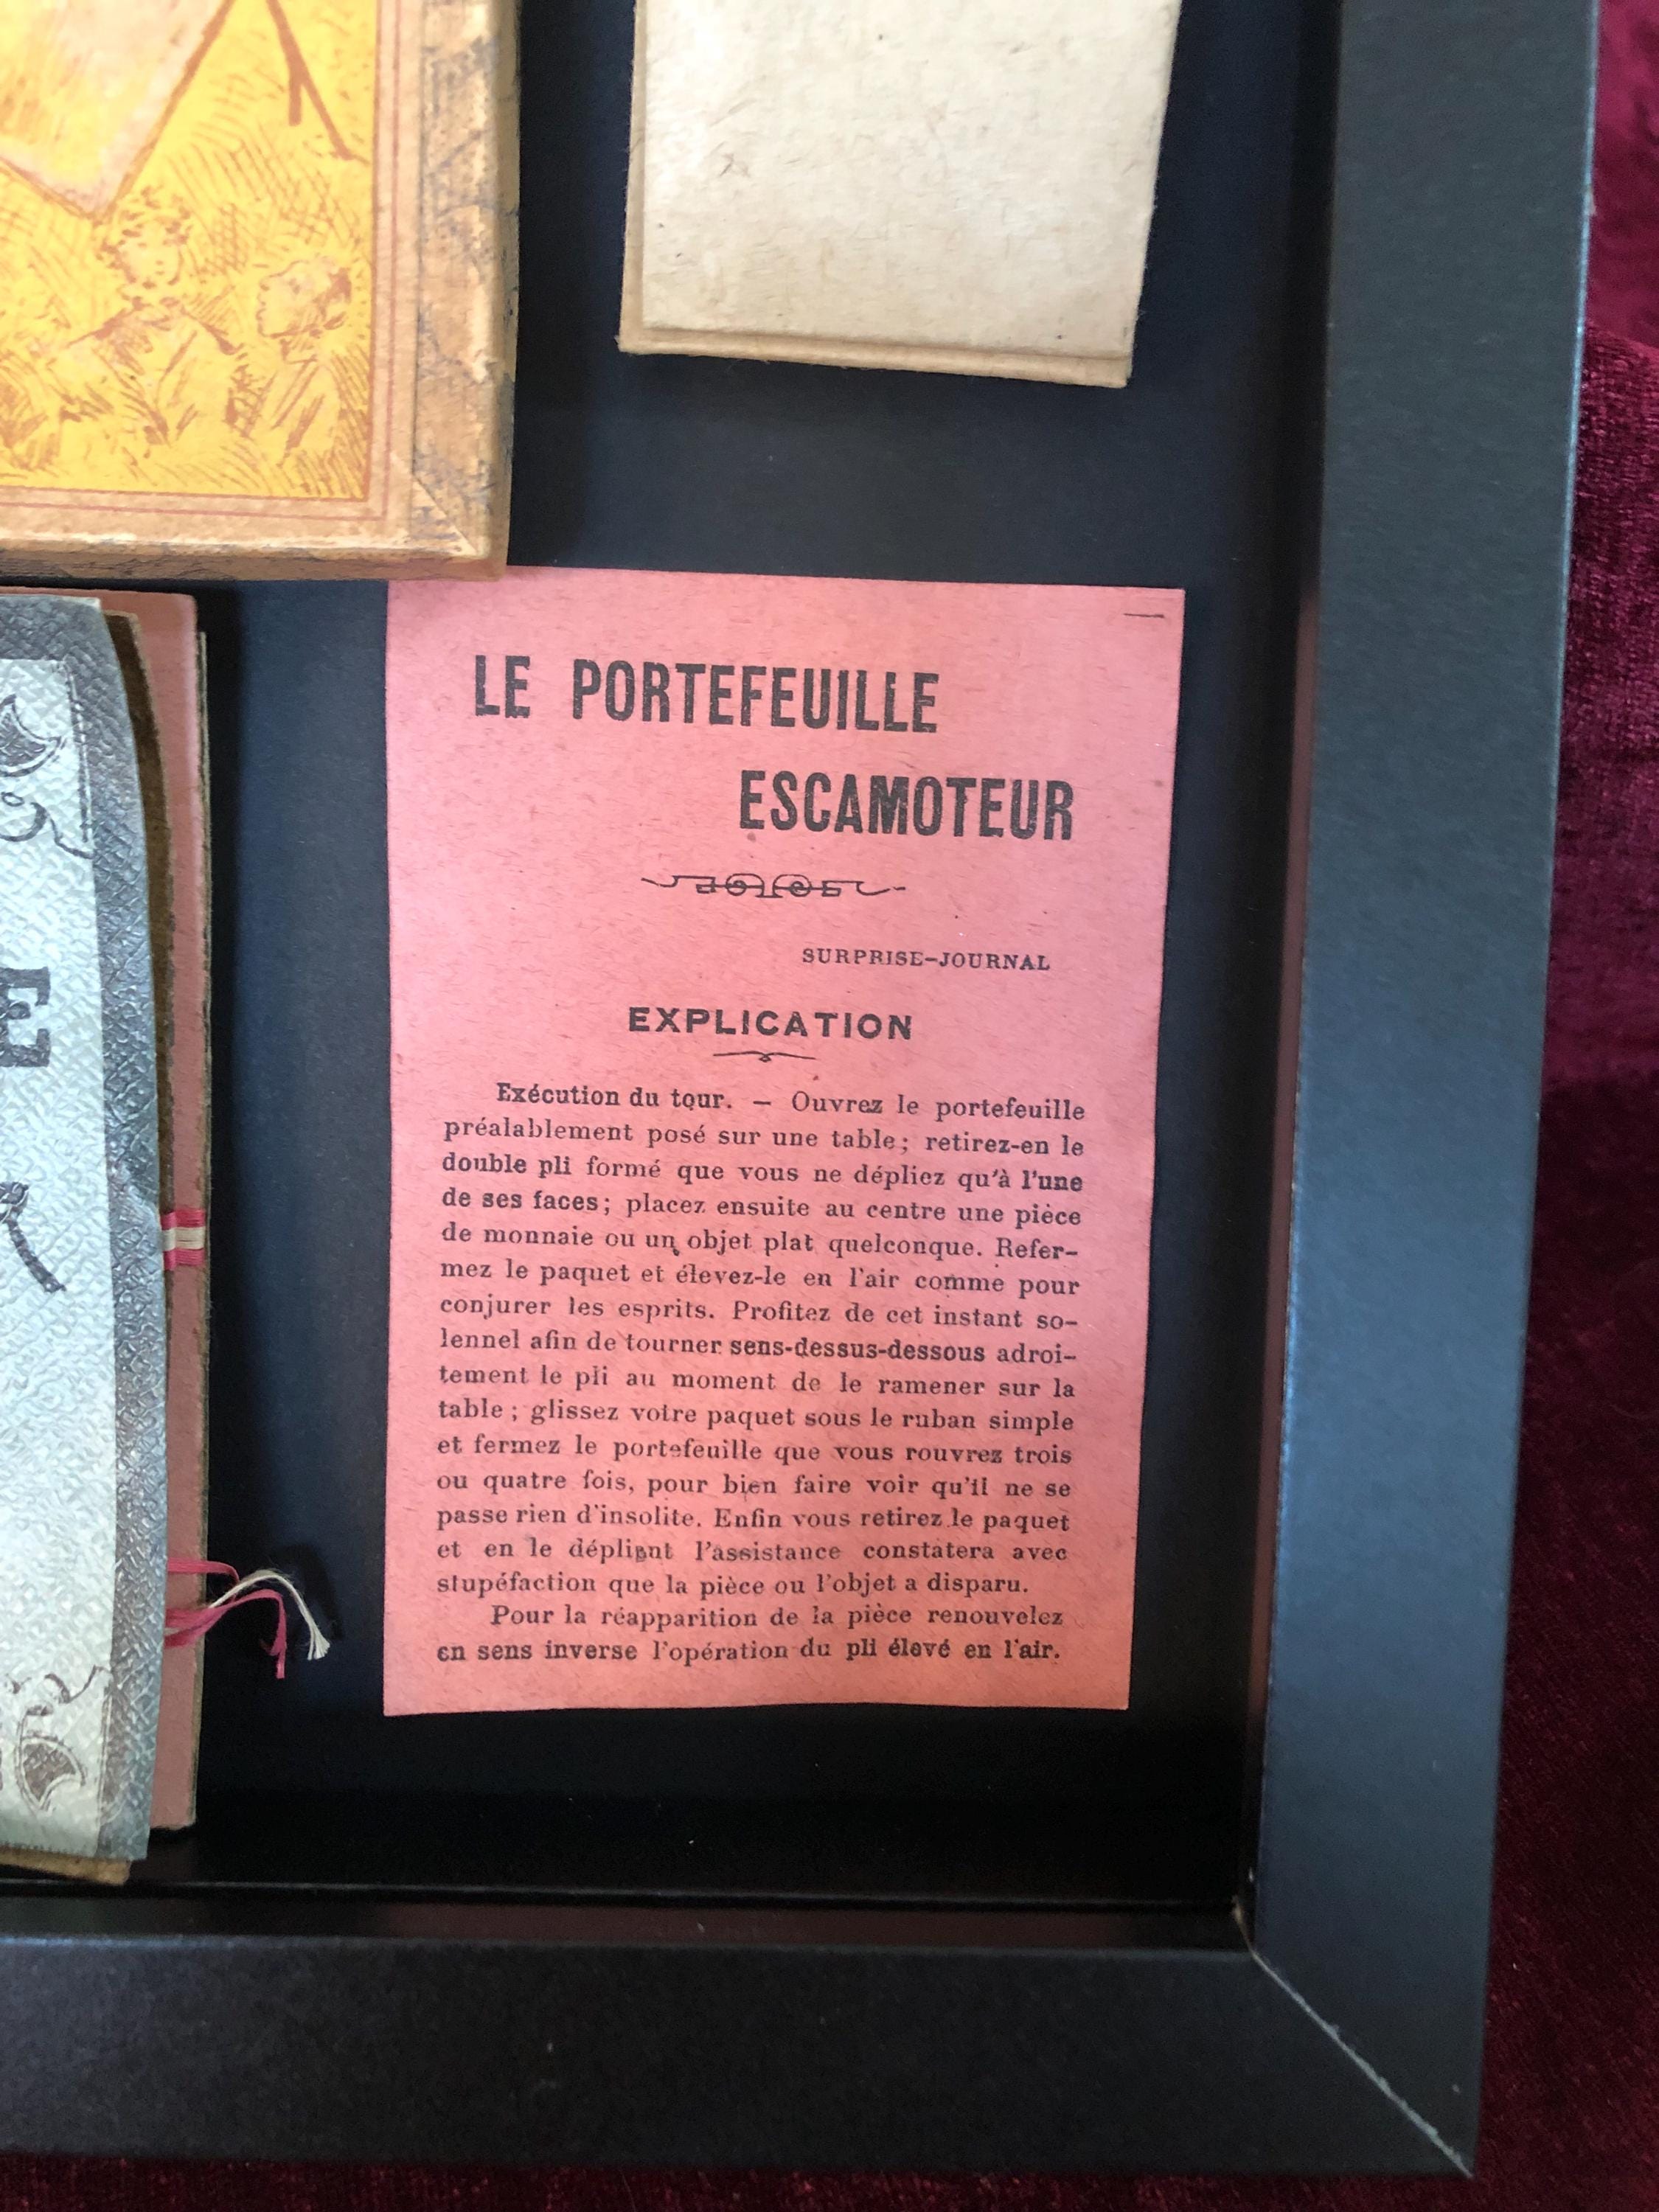 LE PORTEFEUILLE
ESCAMOTEUR
SURPRISE-JOURNAL
EXPLICATION
Exécution du tour. — Ouvrez le portefeuille
préalablement posé sur une table; retirez-en le
double pli formé que vous ne dépliez qu'à l'une
de ses faces; placez ensuite au centre une pièce
de monnaie ou un objet plat quelconque. Refer-
mez le paquet et élevez-le en l'air comme pour
conjurer les esprits. Profitez de cet instant so-
lennel afin de tourner sens-dessus-dessous adroi-
tement le pli au moment de le ramener sur la
table; glissez votre paquet sous le ruban simple
et fermez le portefeuille que vous rouvrez trois
ou quatre fois, pour bien faire voir qu'il ne se
passe rien d'insolite. Enfin vous retirez le paquet
et en le dépliant l'assistance constatera avec
stupéfaction que la pièce ou l'objet a disparu.
Pour la réapparition de la pièce renouvelez
en sens inverse l'opération du pli élevé en l'air.
E